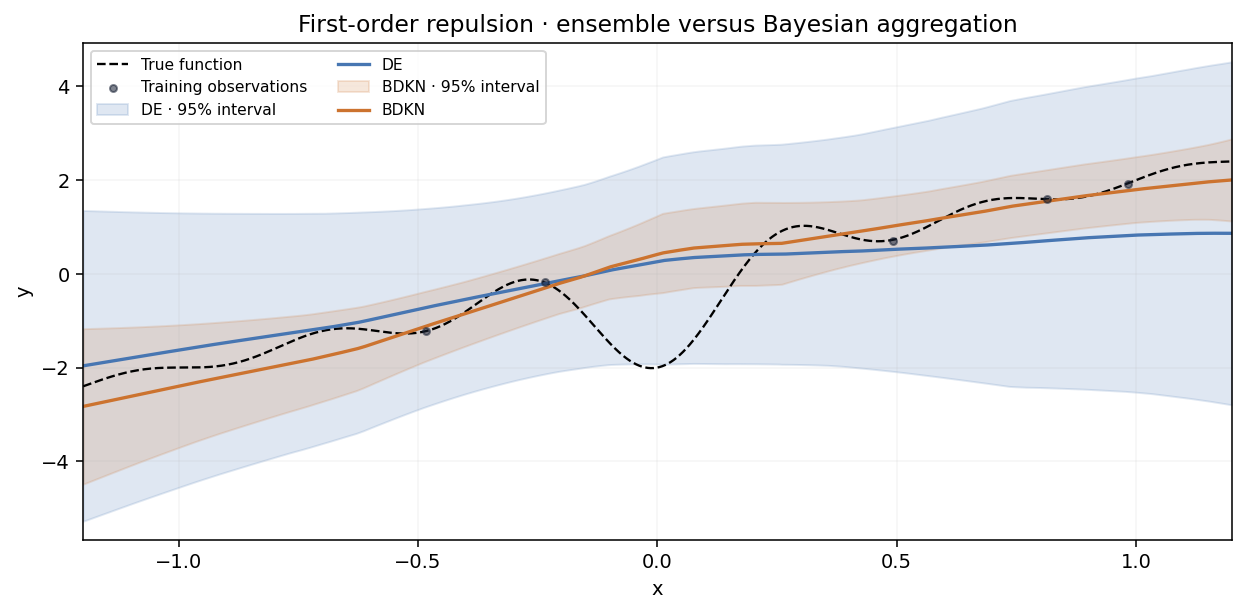 First-order repulsion · ensemble versus Bayesian aggregation
True function
Training observations
DE · 95% interval
DE
BDKN · 95% interval
BDKN
4
2
0
−2
−4
y
−1.0
−0.5
0.0
0.5
1.0
x